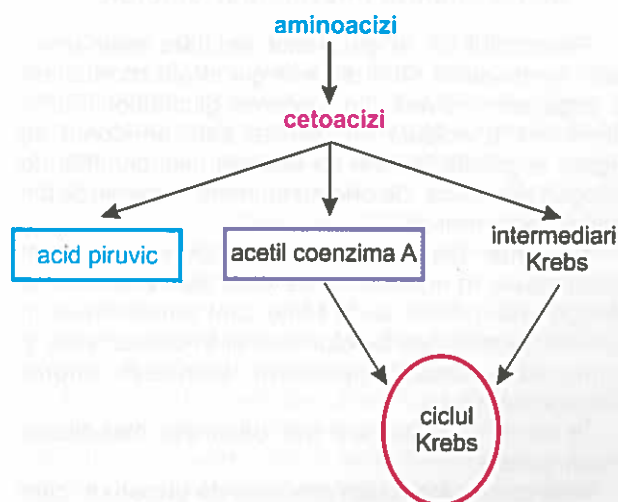 aminoacizi
cetoacizi
acid piruvic
acetil coenzima A
intermediari
Krebs
ciclul
Krebs